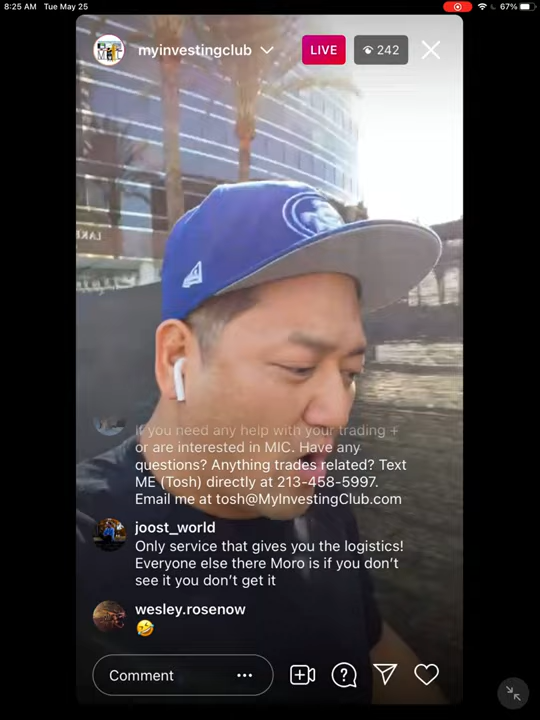 8:25 AM Tue May 25
67%
myinvestingclub
LIVE
242
LAKE
If you need any help with your trading +
or are interested in MIC. Have any
questions? Anything trades related? Text
ME (Tosh) directly at 213-458-5997.
Email me at tosh@MyInvestingClub.com
joost_world
Only service that gives you the logistics!
Everyone else there Moro is if you don't
see it you don't get it
wesley.rosenow
🤣
Comment